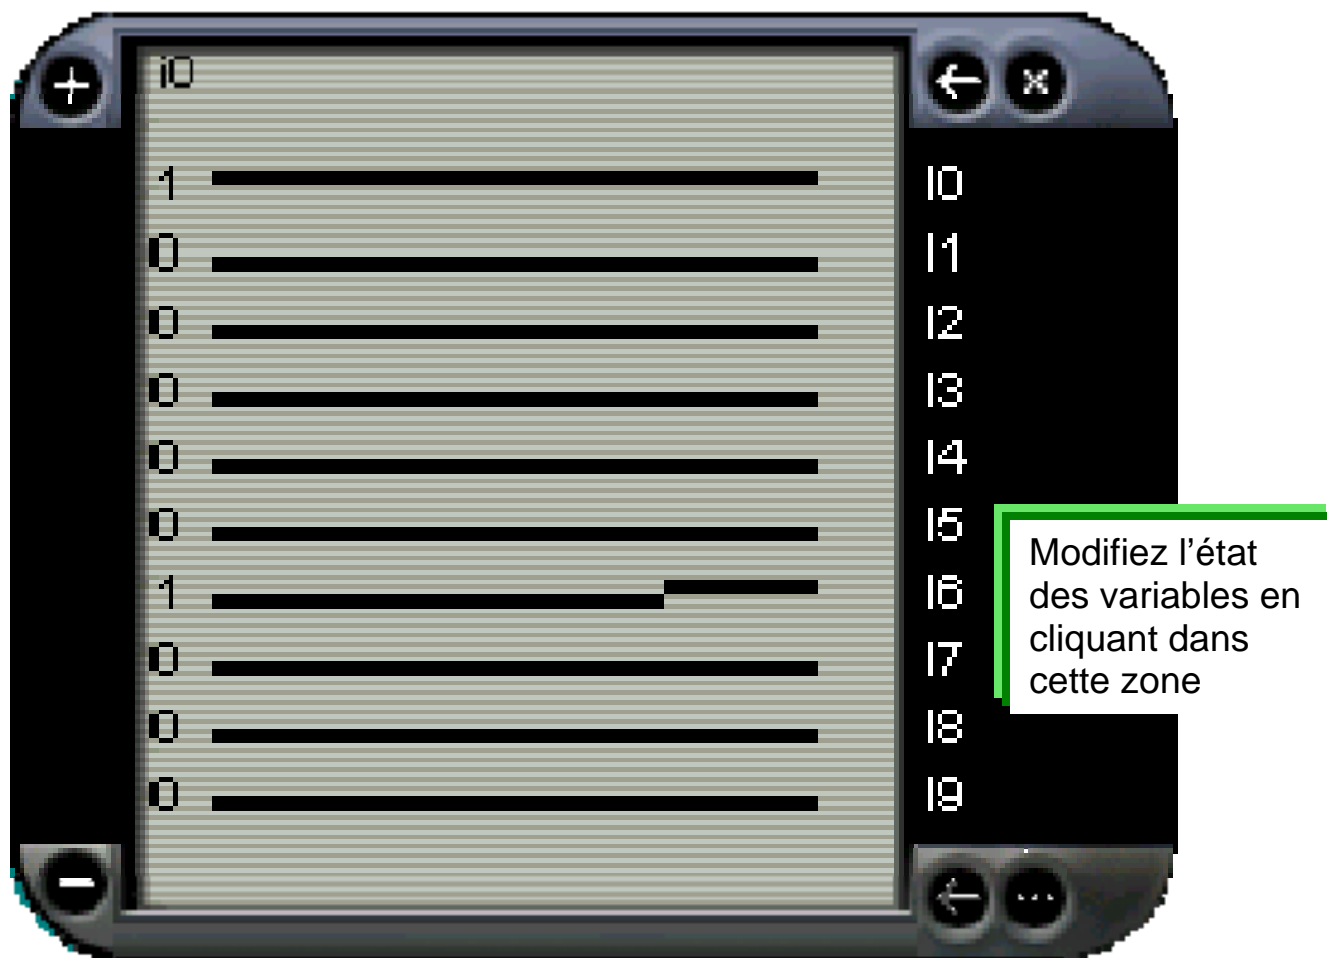 i0
1 I0
0 I1
0 I2
0 I3
0 I4
0 I5
1 I6
0 I7
0 I8
0 I9
Modifiez l’état
des variables en
cliquant dans
cette zone